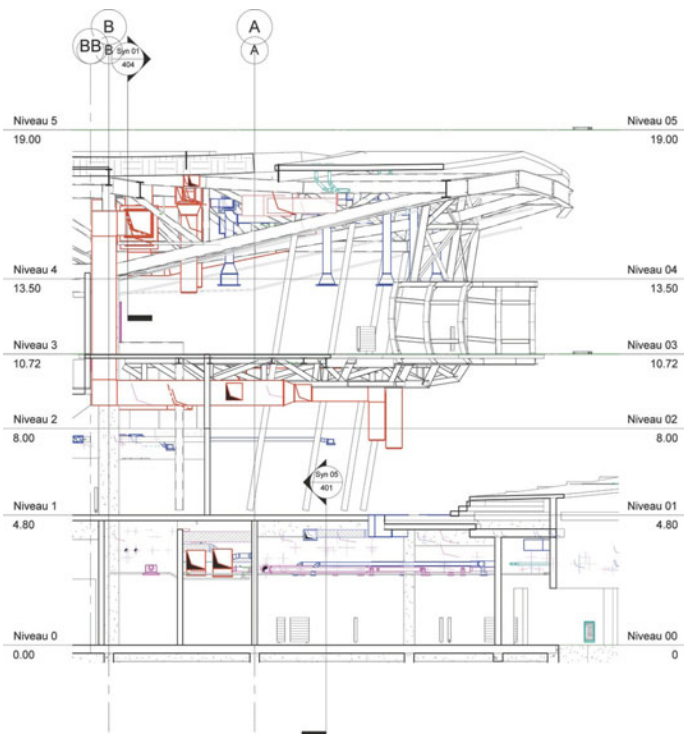 B
A
BB
B
A
Syn 01
404
Niveau 5
Niveau 05
19.00
19.00
Niveau 4
Niveau 04
13.50
13.50
Niveau 3
Niveau 03
10.72
10.72
Niveau 2
Niveau 02
8.00
8.00
Syn 05
401
Niveau 1
Niveau 01
4.80
4.80
Niveau 0
Niveau 00
0.00
0